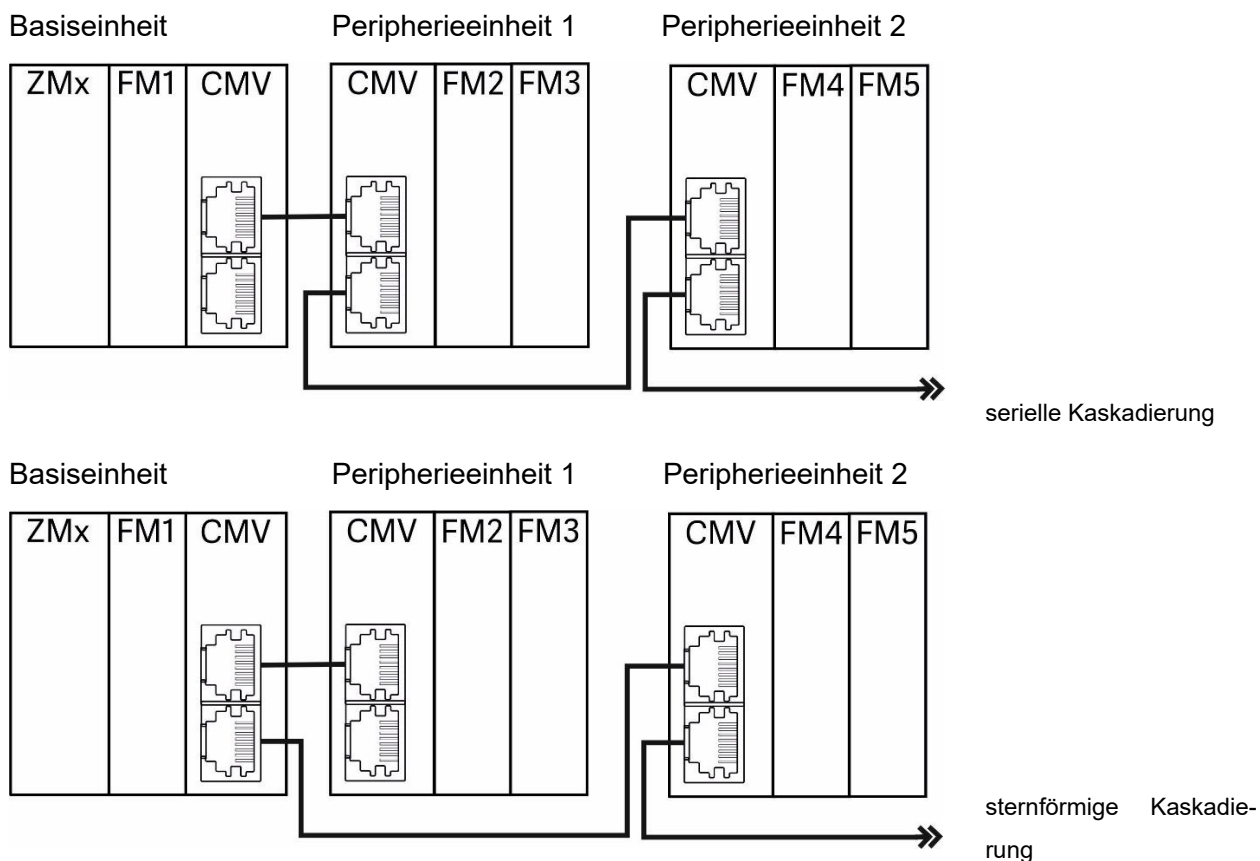 Basiseinheit Peripherieeinheit 1 Peripherieeinheit 2
ZMx FM1 CMV CMV FM2 FM3 CMV FM4 FM5
serielle Kaskadierung
Basiseinheit Peripherieeinheit 1 Peripherieeinheit 2
ZMx FM1 CMV CMV FM2 FM3 CMV FM4 FM5
sternförmige Kaskadie-
rung